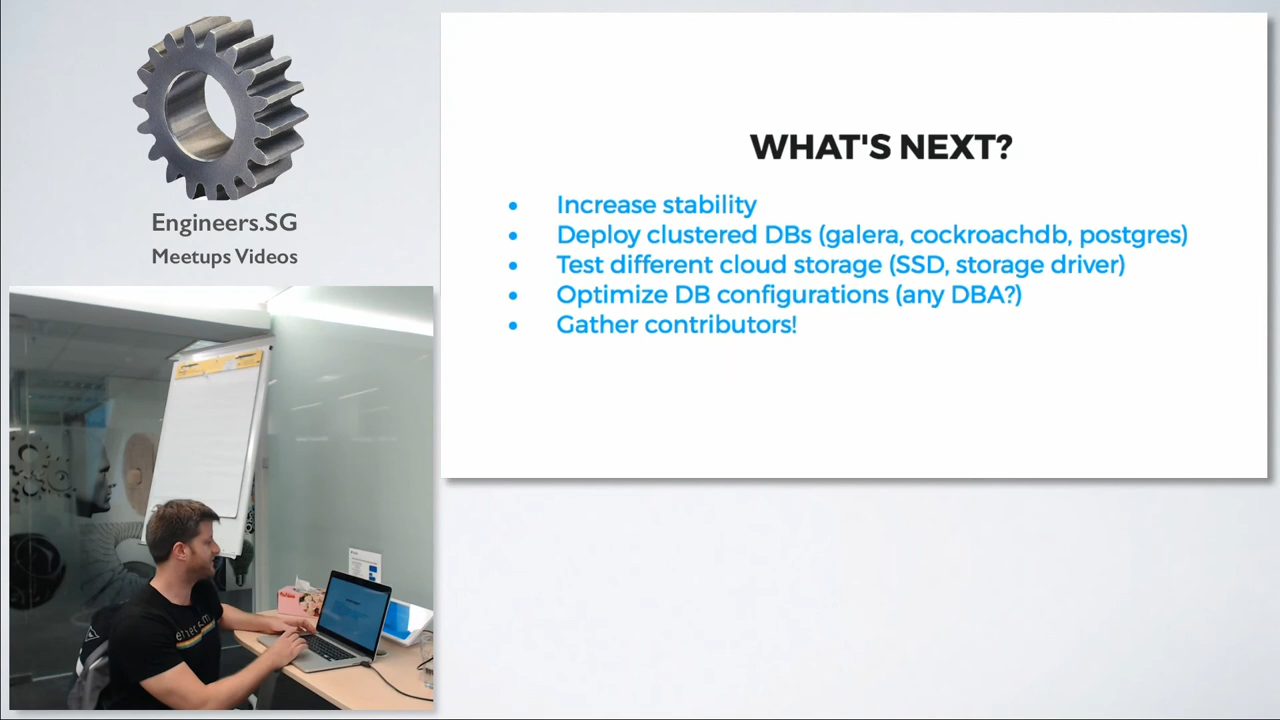 Engineers.SG
Meetups Videos
WHAT'S NEXT?
• Increase stability
• Deploy clustered DBs (galera, cockroachdb, postgres)
• Test different cloud storage (SSD, storage driver)
• Optimize DB configurations (any DBA?)
• Gather contributors!